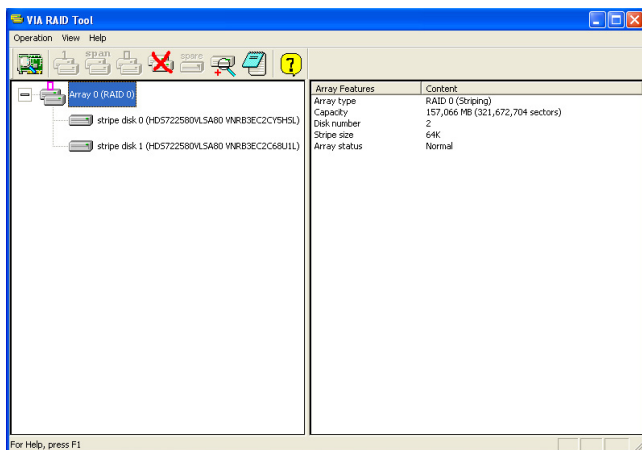 VIA RAID Tool
Operation View Help
1 span spare
Array 0 (RAID 0)
stripe disk 0 (HDS722580VLSA80 VNRB3EC2CY5HSL)
stripe disk 1 (HDS722580VLSA80 VNRB3EC2C68U1L)
Array Features Content
Array type RAID 0 (Striping)
Capacity 157,066 MB (321,672,704 sectors)
Disk number 2
Stripe size 64K
Array status Normal
For Help, press F1